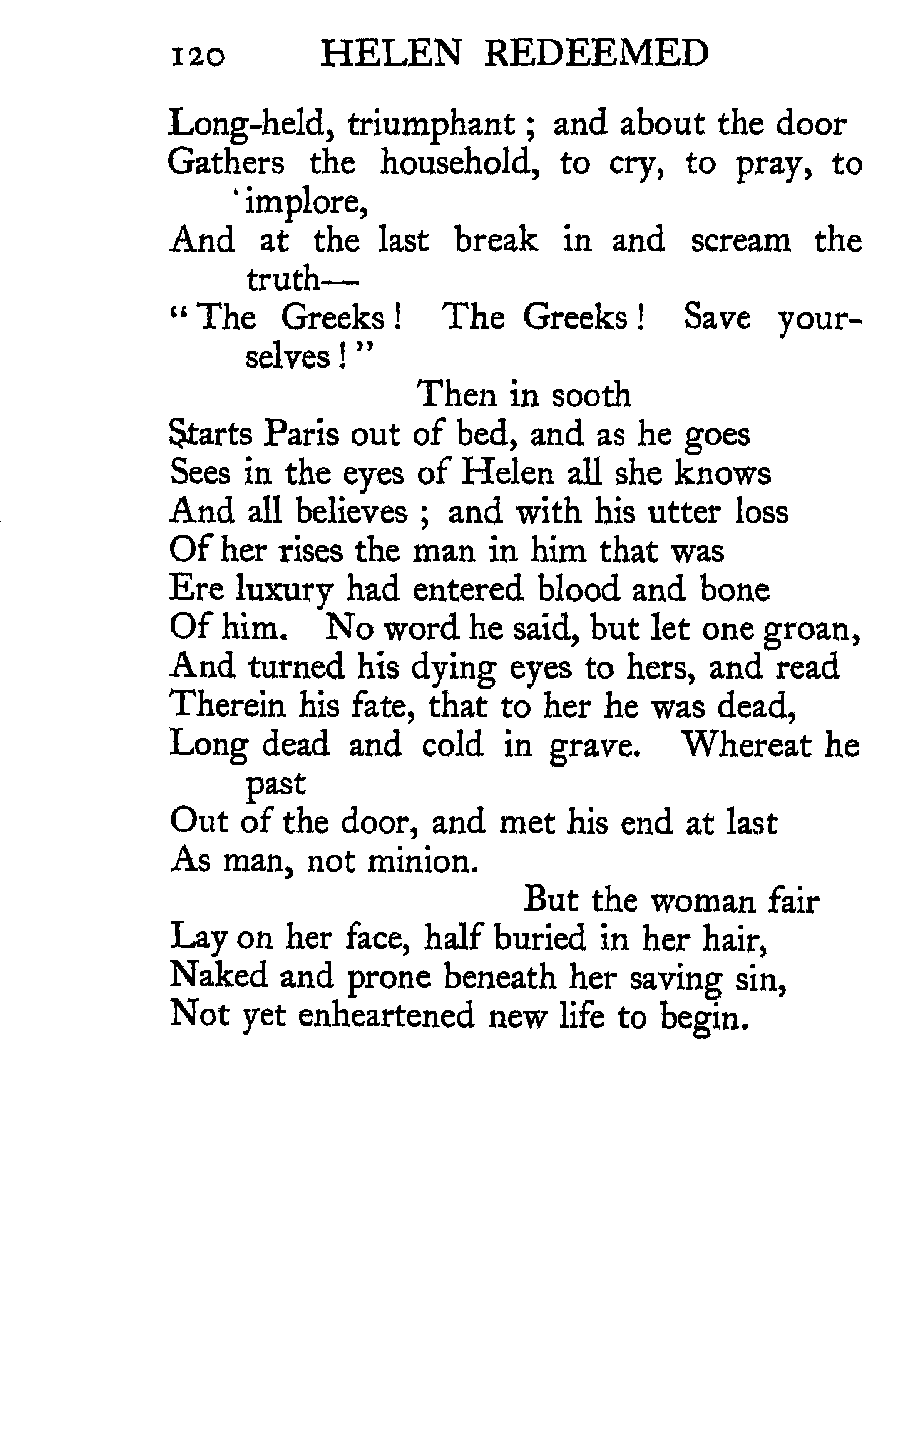 120 HELEN REDEEMED
Long-held, triumphant ; and about the door
Gathers the household, to cry, to pray, to
implore,
And at the last break in and scream the
truth—
“ The Greeks ! The Greeks ! Save your-
selves ! ”
Then in sooth
Starts Paris out of bed, and as he goes
Sees in the eyes of Helen all she knows
And all believes ; and with his utter loss
Of her rises the man in him that was
Ere luxury had entered blood and bone
Of him. No word he said, but let one groan,
And turned his dying eyes to hers, and read
Therein his fate, that to her he was dead,
Long dead and cold in grave. Whereat he
past
Out of the door, and met his end at last
As man, not minion.
But the woman fair
Lay on her face, half buried in her hair,
Naked and prone beneath her saving sin,
Not yet enheartened new life to begin.